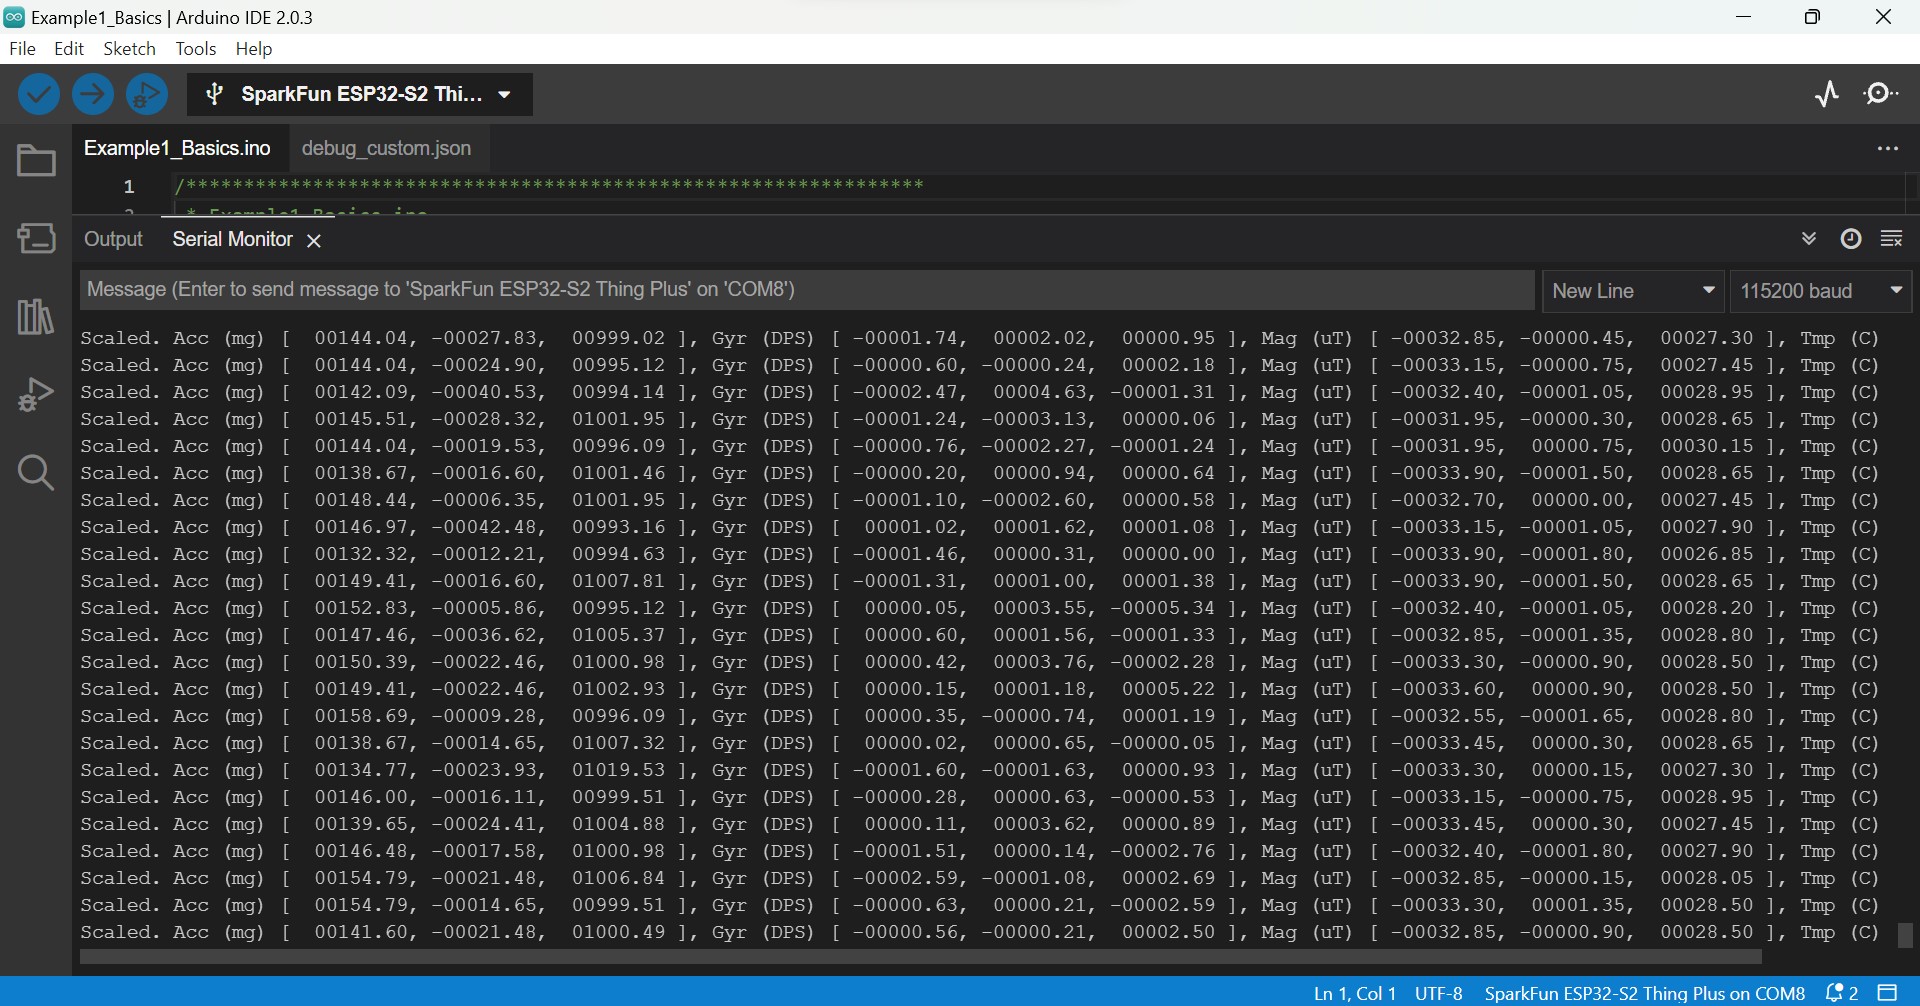 Example1_Basics | Arduino IDE 2.0.3
File Edit Sketch Tools Help
SparkFun ESP32-S2 Thi...
Example1_Basics.ino debug_custom.json
1 /****************************************************************
2 * Example1_Basics.ino
Output Serial Monitor
Message (Enter to send message to 'SparkFun ESP32-S2 Thing Plus' on 'COM8')
New Line
115200 baud
Scaled. Acc (mg) [ 00144.04, -00027.83, 00999.02 ], Gyr (DPS) [ -00001.74, 00002.02, 00000.95 ], Mag (uT) [ -00032.85, -00000.45, 00027.30 ], Tmp (C)
Scaled. Acc (mg) [ 00144.04, -00024.90, 00995.12 ], Gyr (DPS) [ -00000.60, -00000.24, 00002.18 ], Mag (uT) [ -00033.15, -00000.75, 00027.45 ], Tmp (C)
Scaled. Acc (mg) [ 00142.09, -00040.53, 00994.14 ], Gyr (DPS) [ -00002.47, 00004.63, -00001.31 ], Mag (uT) [ -00032.40, -00001.05, 00028.95 ], Tmp (C)
Scaled. Acc (mg) [ 00145.51, -00028.32, 01001.95 ], Gyr (DPS) [ -00001.24, -00003.13, 00000.06 ], Mag (uT) [ -00031.95, -00000.30, 00028.65 ], Tmp (C)
Scaled. Acc (mg) [ 00144.04, -00019.53, 00996.09 ], Gyr (DPS) [ -00000.76, -00002.27, -00001.24 ], Mag (uT) [ -00031.95, 00000.75, 00030.15 ], Tmp (C)
Scaled. Acc (mg) [ 00138.67, -00016.60, 01001.46 ], Gyr (DPS) [ -00000.20, 00000.94, 00000.64 ], Mag (uT) [ -00033.90, -00001.50, 00028.65 ], Tmp (C)
Scaled. Acc (mg) [ 00148.44, -00006.35, 01001.95 ], Gyr (DPS) [ -00001.10, -00002.60, 00000.58 ], Mag (uT) [ -00032.70, 00000.00, 00027.45 ], Tmp (C)
Scaled. Acc (mg) [ 00146.97, -00042.48, 00993.16 ], Gyr (DPS) [ 00001.02, 00001.62, 00001.08 ], Mag (uT) [ -00033.15, -00001.05, 00027.90 ], Tmp (C)
Scaled. Acc (mg) [ 00132.32, -00012.21, 00994.63 ], Gyr (DPS) [ -00001.46, 00000.31, 00000.00 ], Mag (uT) [ -00033.90, -00001.80, 00026.85 ], Tmp (C)
Scaled. Acc (mg) [ 00149.41, -00016.60, 01007.81 ], Gyr (DPS) [ -00001.31, 00001.00, 00001.38 ], Mag (uT) [ -00033.90, -00001.50, 00028.65 ], Tmp (C)
Scaled. Acc (mg) [ 00152.83, -00005.86, 00995.12 ], Gyr (DPS) [ 00000.05, 00003.55, -00005.34 ], Mag (uT) [ -00032.40, -00001.05, 00028.20 ], Tmp (C)
Scaled. Acc (mg) [ 00147.46, -00036.62, 01005.37 ], Gyr (DPS) [ 00000.60, 00001.56, -00001.33 ], Mag (uT) [ -00032.85, -00001.35, 00028.80 ], Tmp (C)
Scaled. Acc (mg) [ 00150.39, -00022.46, 01000.98 ], Gyr (DPS) [ 00000.42, 00003.76, -00002.28 ], Mag (uT) [ -00033.30, -00000.90, 00028.50 ], Tmp (C)
Scaled. Acc (mg) [ 00149.41, -00022.46, 01002.93 ], Gyr (DPS) [ 00000.15, 00001.18, 00005.22 ], Mag (uT) [ -00033.60, 00000.90, 00028.50 ], Tmp (C)
Scaled. Acc (mg) [ 00158.69, -00009.28, 00996.09 ], Gyr (DPS) [ 00000.35, -00000.74, 00001.19 ], Mag (uT) [ -00032.55, -00001.65, 00028.80 ], Tmp (C)
Scaled. Acc (mg) [ 00138.67, -00014.65, 01007.32 ], Gyr (DPS) [ 00000.02, 00000.65, -00000.05 ], Mag (uT) [ -00033.45, 00000.30, 00028.65 ], Tmp (C)
Scaled. Acc (mg) [ 00134.77, -00023.93, 01019.53 ], Gyr (DPS) [ -00001.60, -00001.63, 00000.93 ], Mag (uT) [ -00033.30, 00000.15, 00027.30 ], Tmp (C)
Scaled. Acc (mg) [ 00146.00, -00016.11, 00999.51 ], Gyr (DPS) [ -00000.28, 00000.63, -00000.53 ], Mag (uT) [ -00033.15, -00000.75, 00028.95 ], Tmp (C)
Scaled. Acc (mg) [ 00139.65, -00024.41, 01004.88 ], Gyr (DPS) [ 00000.11, 00003.62, 00000.89 ], Mag (uT) [ -00033.45, 00000.30, 00027.45 ], Tmp (C)
Scaled. Acc (mg) [ 00146.48, -00017.58, 01000.98 ], Gyr (DPS) [ -00001.51, 00000.14, -00002.76 ], Mag (uT) [ -00032.40, -00001.80, 00027.90 ], Tmp (C)
Scaled. Acc (mg) [ 00154.79, -00021.48, 01006.84 ], Gyr (DPS) [ -00002.59, -00001.08, 00002.69 ], Mag (uT) [ -00032.85, -00000.15, 00028.05 ], Tmp (C)
Scaled. Acc (mg) [ 00154.79, -00014.65, 00999.51 ], Gyr (DPS) [ -00000.63, 00000.21, -00002.59 ], Mag (uT) [ -00033.30, 00001.35, 00028.50 ], Tmp (C)
Scaled. Acc (mg) [ 00141.60, -00021.48, 01000.49 ], Gyr (DPS) [ -00000.56, -00000.21, 00002.50 ], Mag (uT) [ -00032.85, -00000.90, 00028.50 ], Tmp (C)
Ln 1, Col 1 UTF-8 SparkFun ESP32-S2 Thing Plus on COM8 2